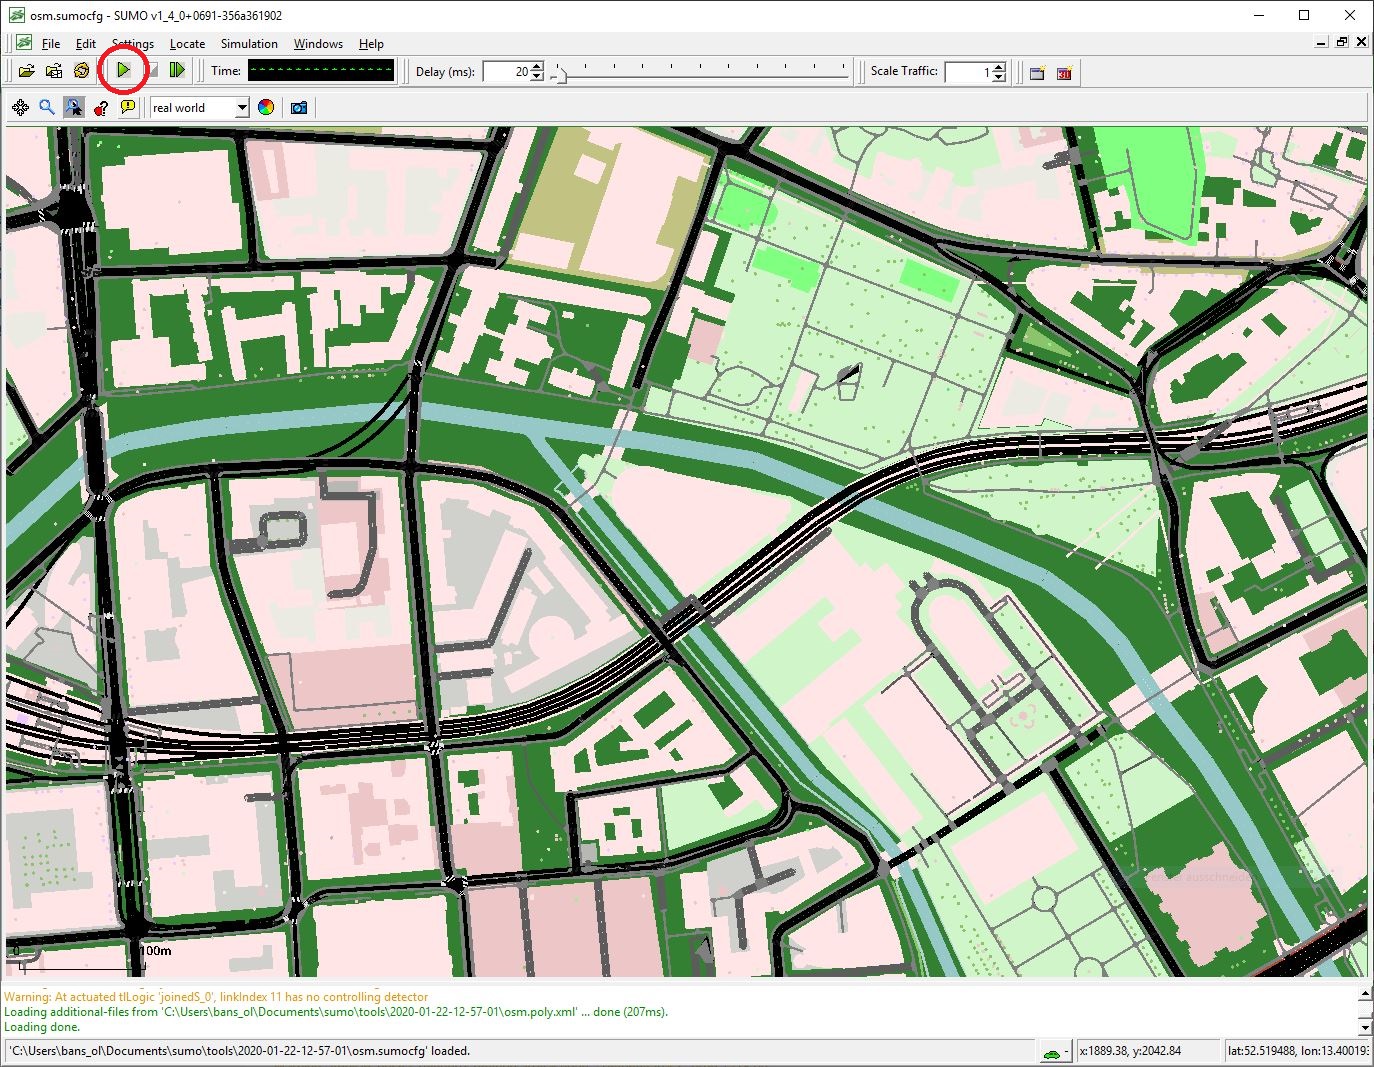 osm.sumocfg - SUMO v1_4_0+0691-356a361902
File Edit Settings Locate Simulation Windows Help
Time: Delay (ms): 20 Scale Traffic: 1
real world
0 100m
Warning: At actuated tlLogic 'joinedS_0', linkIndex 11 has no controlling detector
Loading additional-files from 'C:\Users\bans_ol\Documents\sumo\tools\2020-01-22-12-57-01\osm.poly.xml' ... done (207ms).
Loading done.
'C:\Users\bans_ol\Documents\sumo\tools\2020-01-22-12-57-01\osm.sumocfg' loaded. - x:1889.38, y:2042.84 lat:52.519488, lon:13.400193